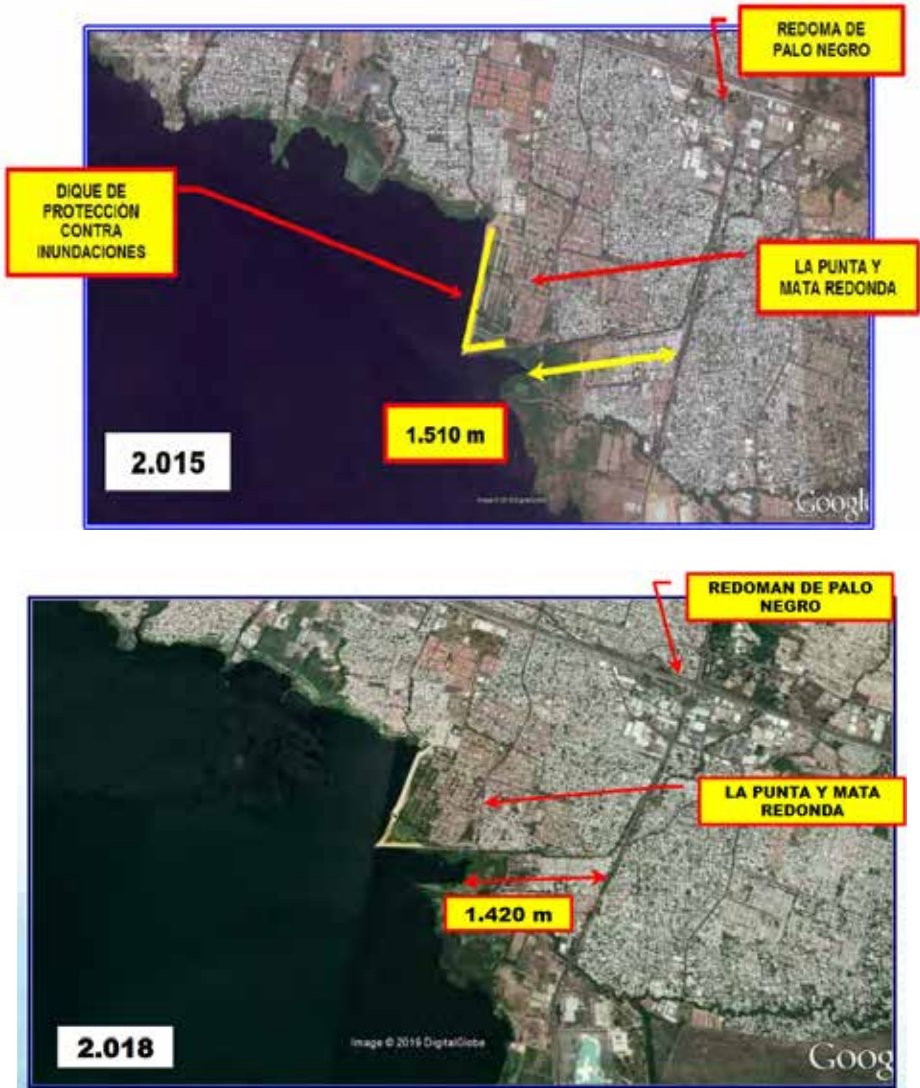 REDOMA DE
PALO NEGRO
DIQUE DE
PROTECCIÓN
CONTRA
INUNDACIONES
LA PUNTA Y
MATA REDONDA
1.510 m
2.015
Google
REDOMAN DE PALO
NEGRO
LA PUNTA Y MATA
REDONDA
1.420 m
2.018
Image © 2019 DigitalGlobe
Goog